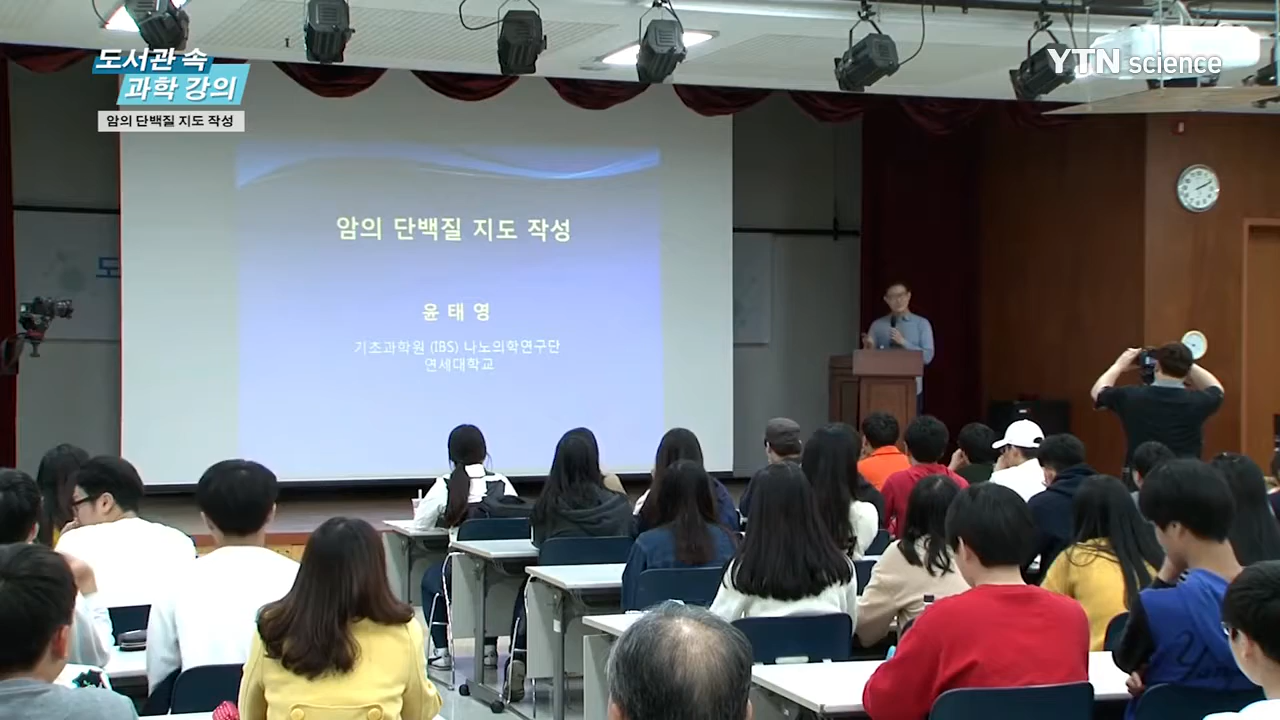 도서관 속
과학 강의
암의 단백질 지도 작성
YTN science
암의 단백질 지도 작성
윤 태 영
기초과학원 (IBS) 나노의학연구단
연세대학교
도